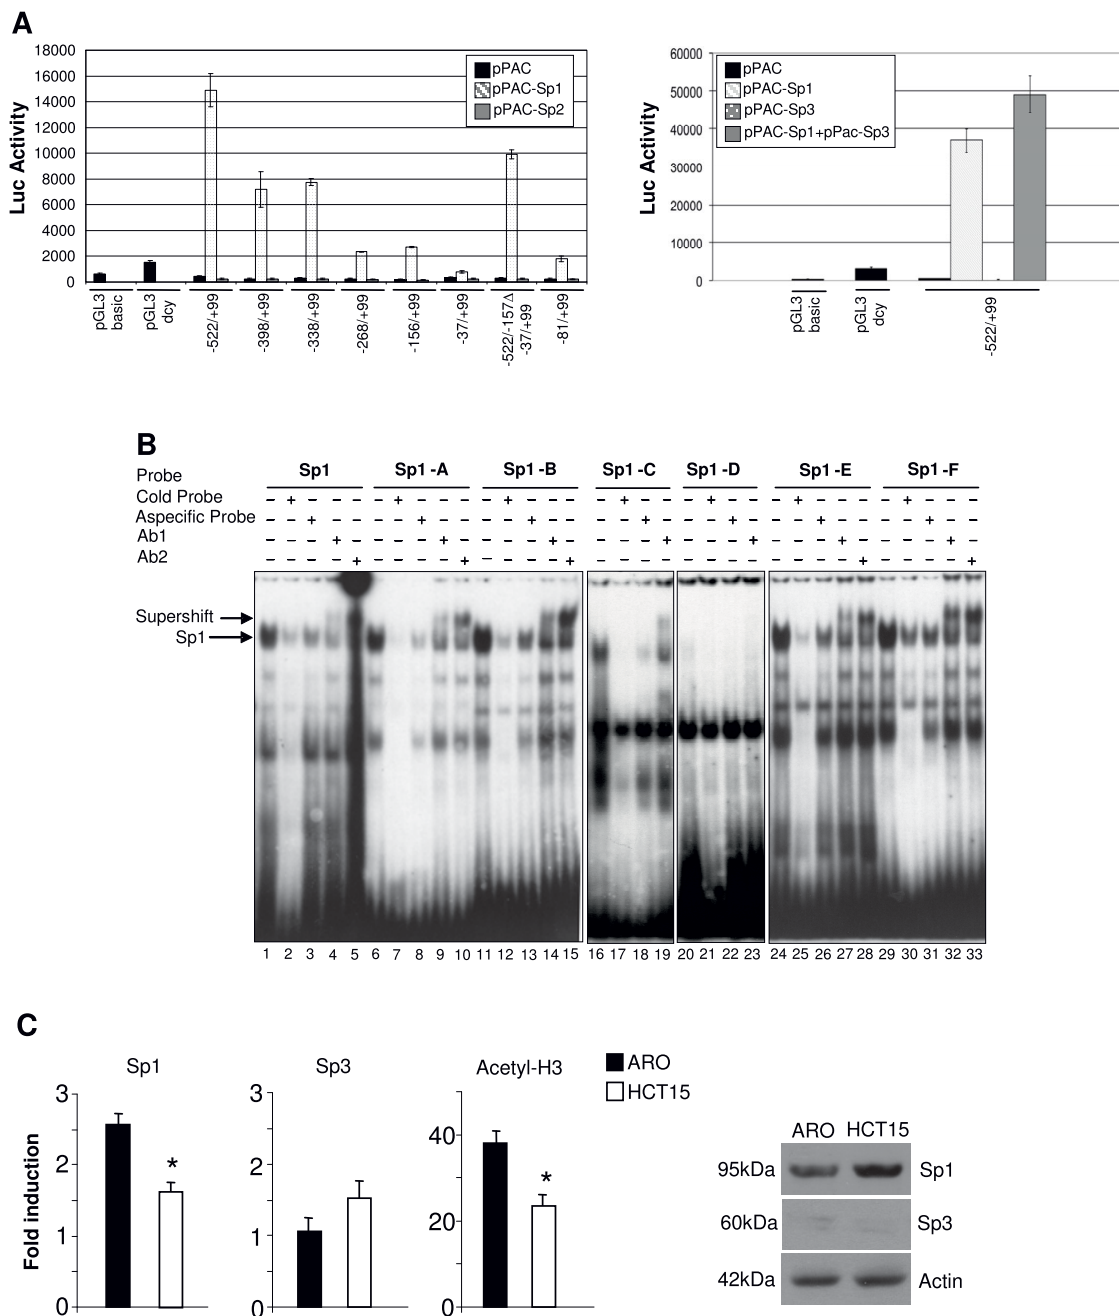 A
18000
16000
14000
12000
10000
8000
6000
4000
2000
0
Luc Activity
pPAC
pPAC-Sp1
pPAC-Sp2
pGL3 basic
pGL3 dcy
-522/+99
-398/+99
-338/+99
-268/+99
-156/+99
-37/+99
-522/-157Δ -37/+99
-81/+99
60000
50000
40000
30000
20000
10000
0
Luc Activity
pPAC
pPAC-Sp1
pPAC-Sp3
pPAC-Sp1+pPac-Sp3
pGL3 basic
pGL3 dcy
-522/+99
B
Probe Sp1 Sp1 -A Sp1 -B Sp1 -C Sp1 -D Sp1 -E Sp1 -F
Cold Probe – + – – – – + – – – – + – – – – + – – – + – – – + – – – – + – – –
Aspecific Probe – – + – – – – + – – – – + – – – – + – – – + – – – + – – – – + – –
Ab1 – – – + – – – – + – – – – + – – – – + – – – + – – – + – – – – + –
Ab2 – – – – + – – – – + – – – – + – – – – – – – – – – – – + – – – – +
Supershift
Sp1
1 2 3 4 5 6 7 8 9 10 11 12 13 14 15 16 17 18 19 20 21 22 23 24 25 26 27 28 29 30 31 32 33
C
Fold induction
Sp1
3
2
1
0
*
Sp3
3
2
1
0
Acetyl-H3
40
20
0
*
ARO
HCT15
ARO HCT15
95kDa Sp1
60kDa Sp3
42kDa Actin